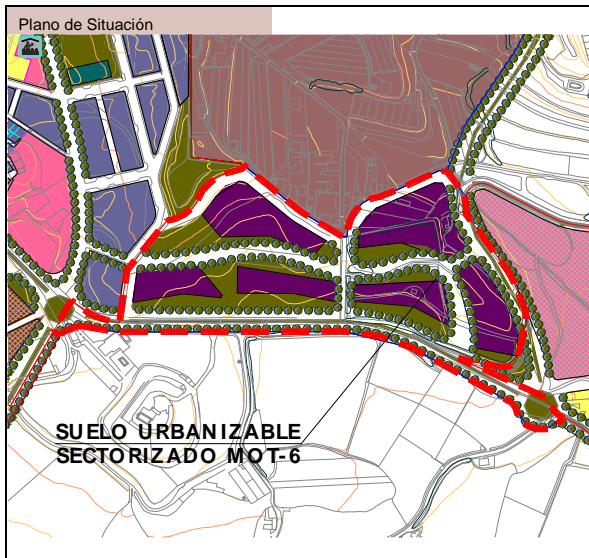 Plano de Situación
SUELO URBANIZABLE
SECTORIZADO MOT-6